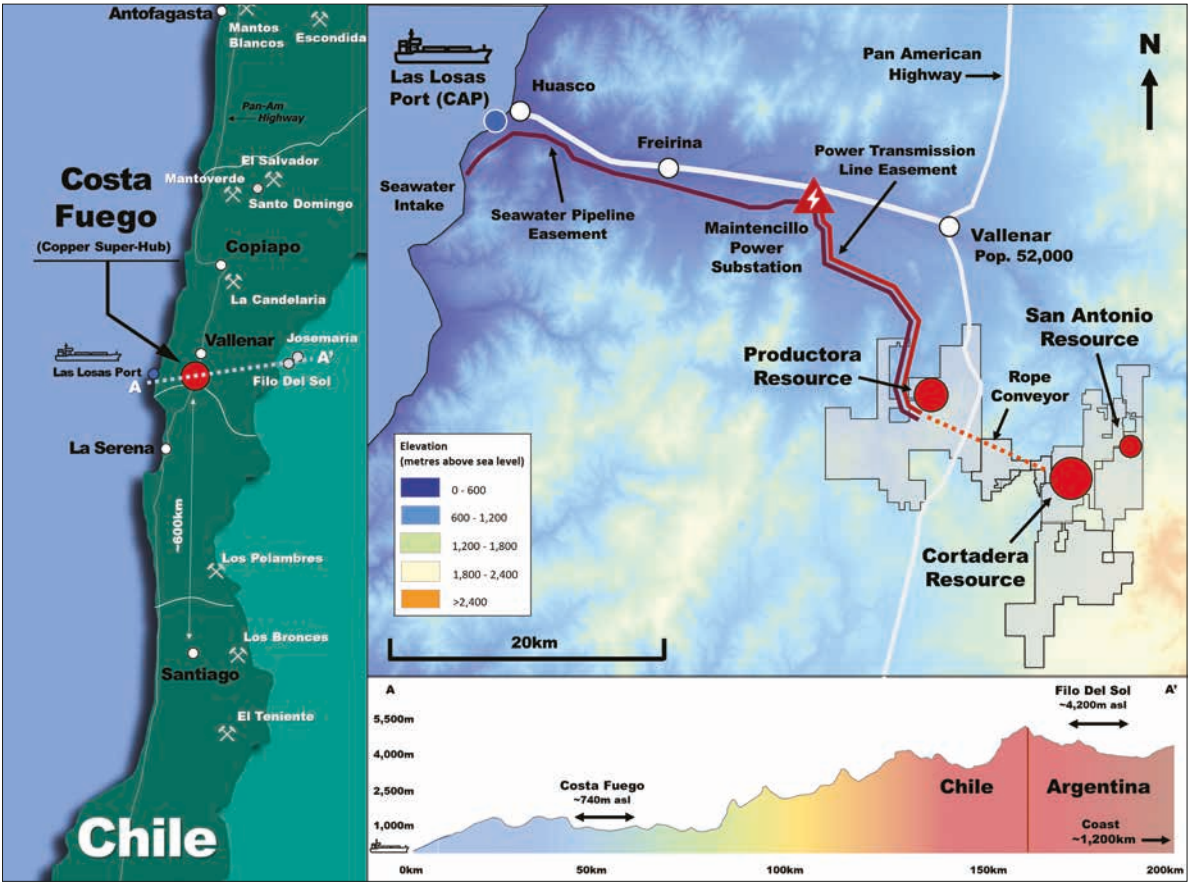 Antofagasta
Mantos
Blancos
Escondida
Pan-Am
Highway
Costa
Fuego
(Copper Super-Hub)
El Salvador
Mantoverde
Santo Domingo
Copiapo
La Candelaria
Vallenar
Josemaria
Las Losas Port
A
A'
Filo Del Sol
La Serena
~600km
Los Pelambres
Los Bronces
Santiago
El Teniente
Chile
Las Losas
Port (CAP)
Huasco
Pan American
Highway
N
Freirina
Power Transmission
Line Easement
Seawater
Intake
Seawater Pipeline
Easement
Maintencillo
Power
Substation
Vallenar
Pop. 52,000
San Antonio
Resource
Productora
Resource
Rope
Conveyor
Cortadera
Resource
Elevation
(metres above sea level)
0 - 600
600 - 1,200
1,200 - 1,800
1,800 - 2,400
>2,400
20km
A
Filo Del Sol
~4,200m asl
A'
5,500m
4,000m
2,500m
1,000m
Costa Fuego
~740m asl
Chile
Argentina
Coast
~1,200km
0km
50km
100km
150km
200km